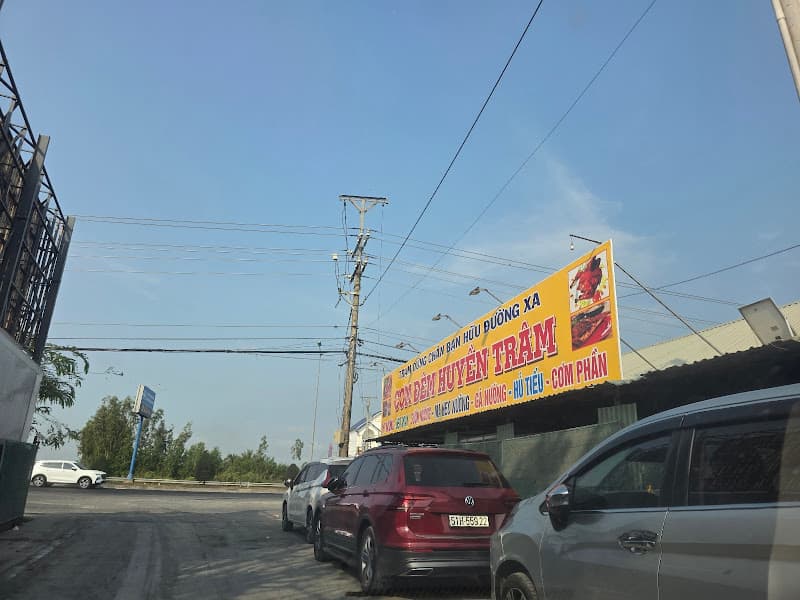 TRẠM DỪNG CHÂN BẠN HỮU ĐƯỜNG XA
CƠM ĐÊM HUYỀN TRÂM
GÀ NƯỚNG - HỦ TIẾU - CƠM PHẦN
51H-559.22